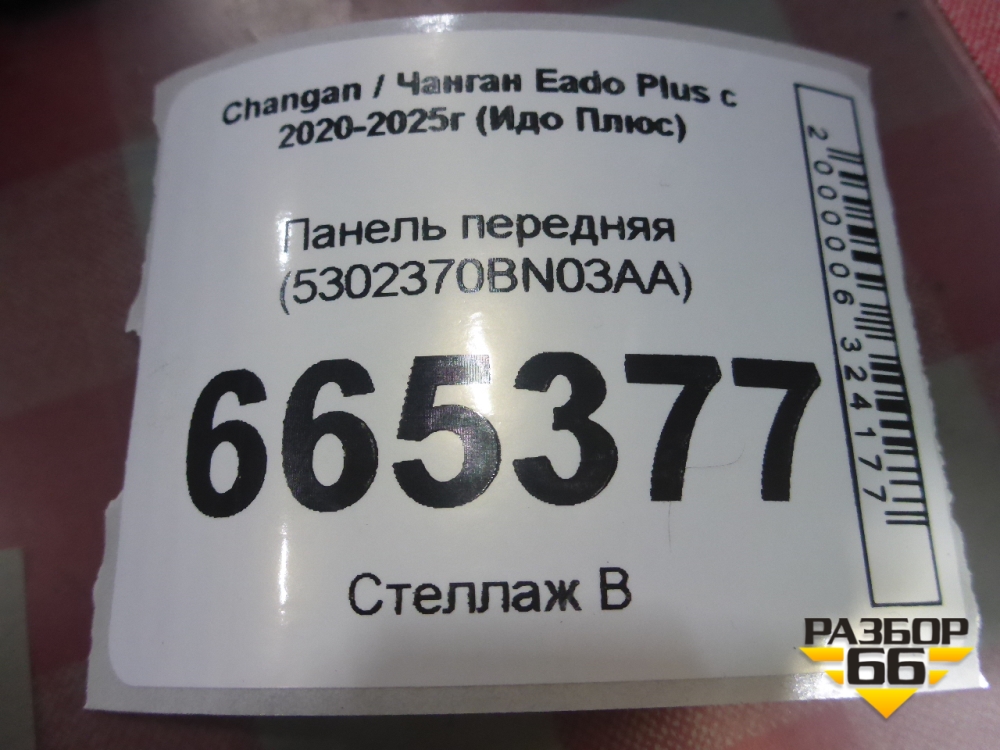 Changan / Чанган Eado Plus с
2020-2025г (Идо Плюс)
Панель передняя
(5302370BN03AA)
665377
Стеллаж В
2000006324177
РАЗБОР
66